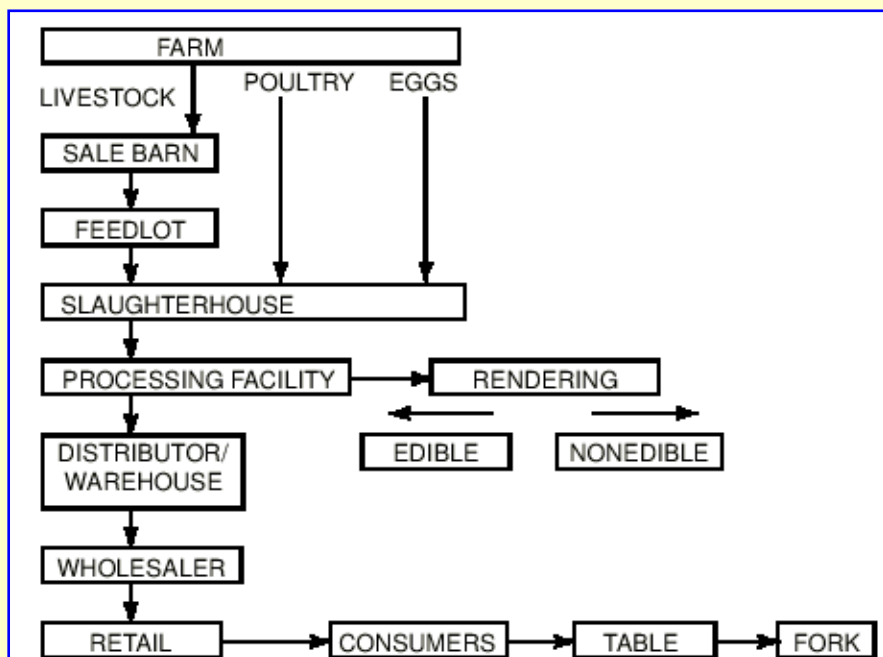 FARM
LIVESTOCK
POULTRY
EGGS
SALE BARN
FEEDLOT
SLAUGHTERHOUSE
PROCESSING FACILITY
RENDERING
EDIBLE
NONEDIBLE
DISTRIBUTOR/
WAREHOUSE
WHOLESALER
RETAIL
CONSUMERS
TABLE
FORK